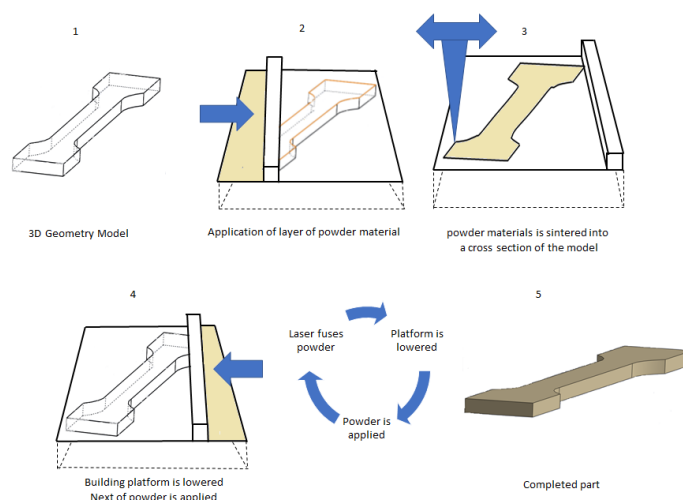 1
2
3
3D Geometry Model
Application of layer of powder material
powder materials is sintered into
a cross section of the model
4
5
Laser fuses
powder
Platform is
lowered
Powder is
applied
Building platform is lowered
Next of powder is applied
Completed part